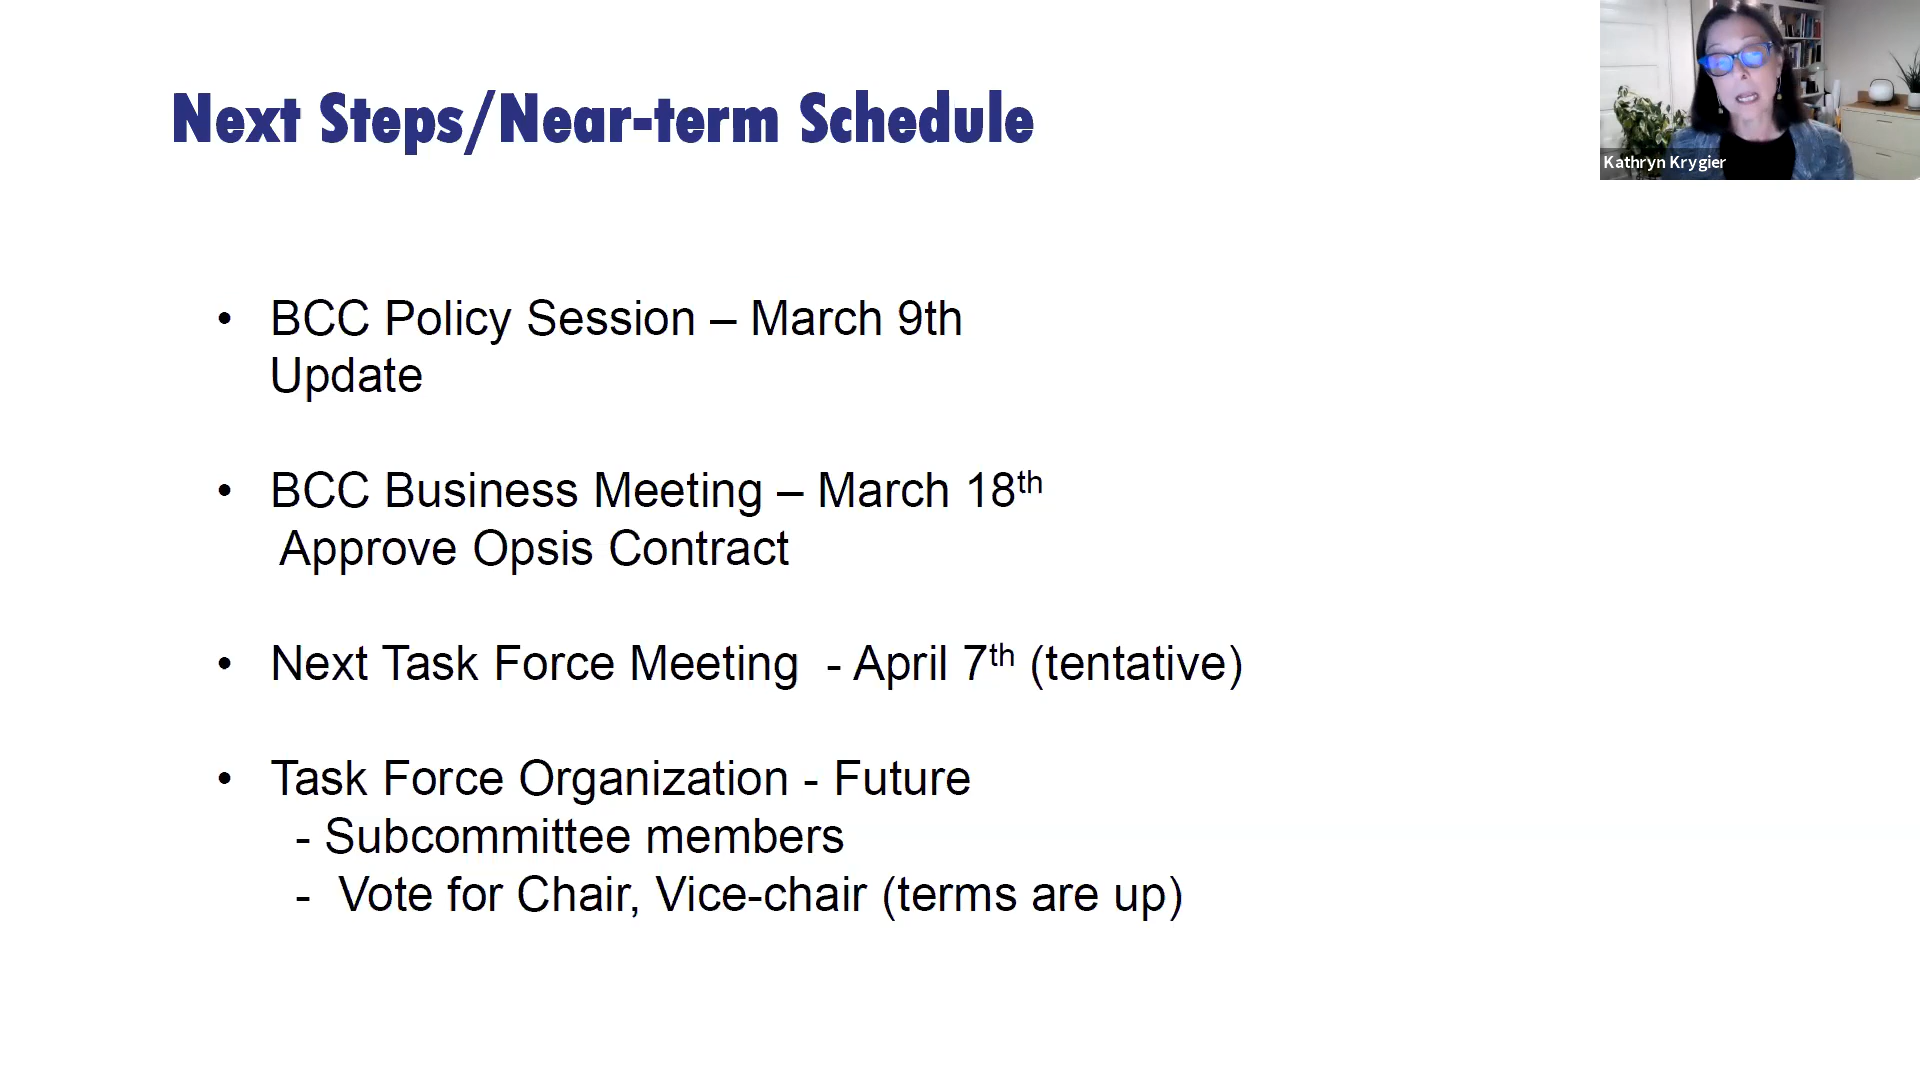 Next Steps/Near-term Schedule
Kathryn Krygier
• BCC Policy Session – March 9th
Update
• BCC Business Meeting – March 18th
Approve Opsis Contract
• Next Task Force Meeting - April 7th (tentative)
• Task Force Organization - Future
- Subcommittee members
- Vote for Chair, Vice-chair (terms are up)